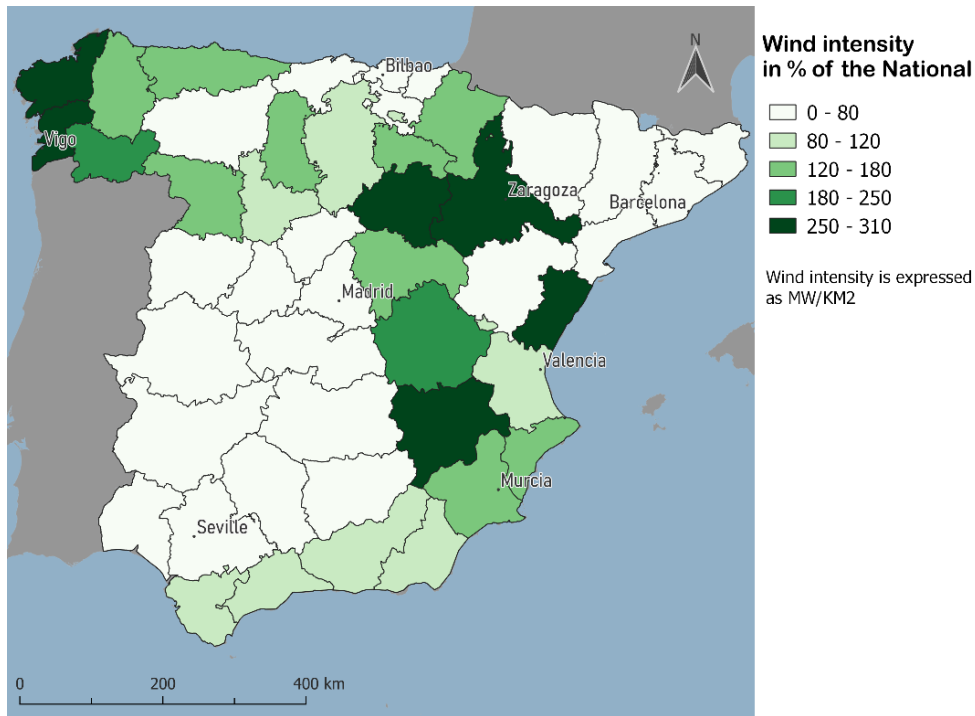 Wind intensity
in % of the National
0 - 80
80 - 120
120 - 180
180 - 250
250 - 310
Wind intensity is expressed
as MW/KM2
N
Bilbao
Vigo
Zaragoza
Barcelona
Madrid
Valencia
Murcia
Seville
0 200 400 km